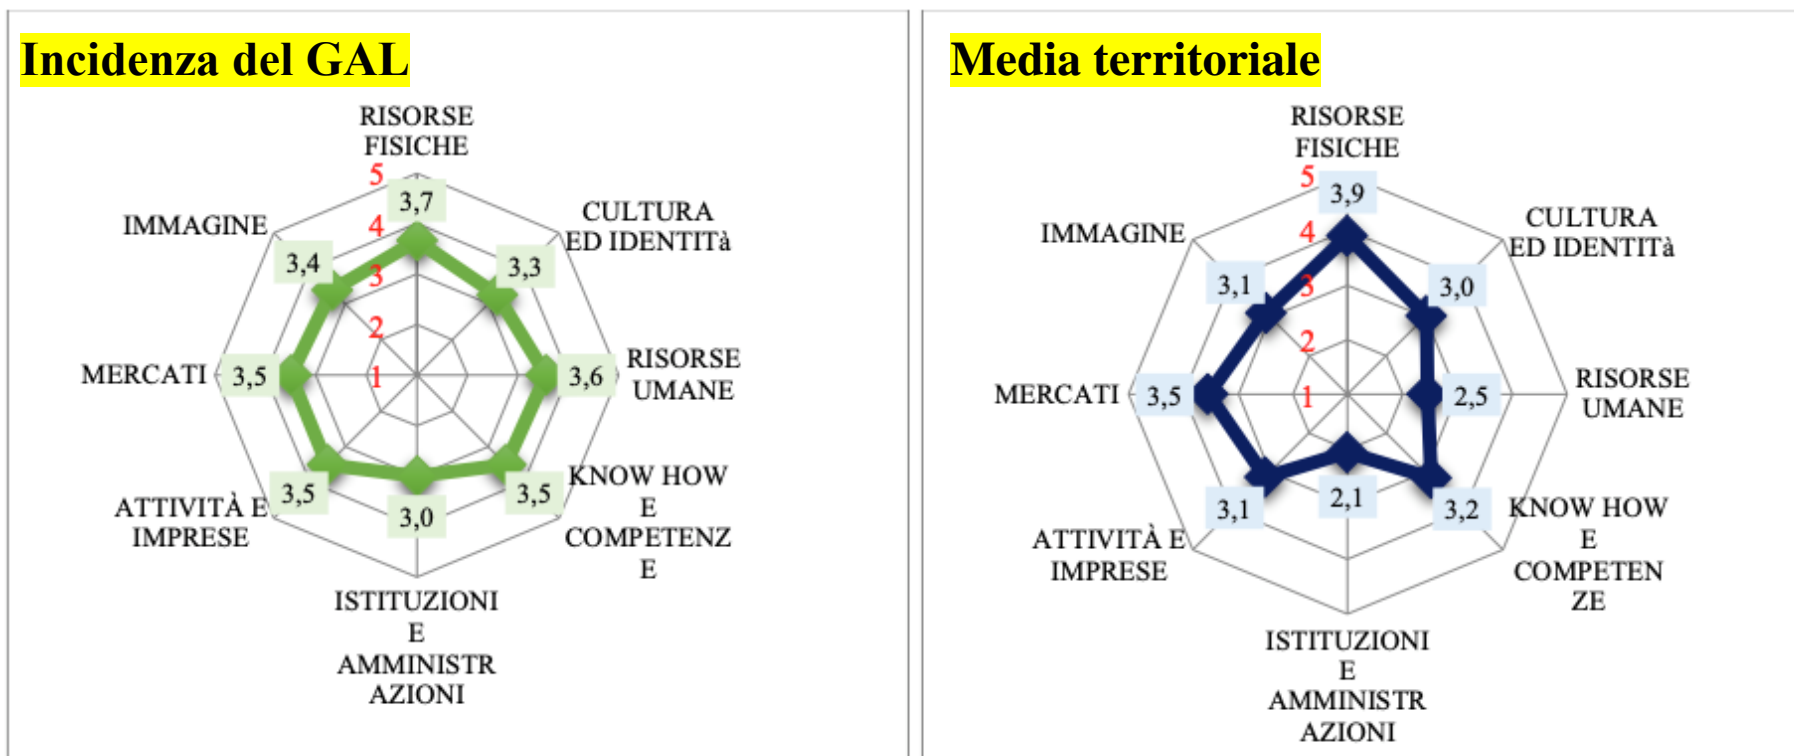 Incidenza del GAL
RISORSE
FISICHE
5
3,7
CULTURA
ED IDENTITà
IMMAGINE
4
3,4
3,3
3
2
RISORSE
UMANE
MERCATI
3,5
1
3,6
KNOW HOW
E
COMPETENZ
E
3,5
ATTIVITÀ E
IMPRESE
3,5
3,0
ISTITUZIONI
E
AMMINISTR
AZIONI
Media territoriale
RISORSE
FISICHE
5
3,9
CULTURA
ED IDENTITà
IMMAGINE
4
3,1
3,0
3
2
RISORSE
UMANE
MERCATI
3,5
1
2,5
KNOW HOW
E
COMPETEN
ZE
3,2
ATTIVITÀ E
IMPRESE
3,1
2,1
ISTITUZIONI
E
AMMINISTR
AZIONI